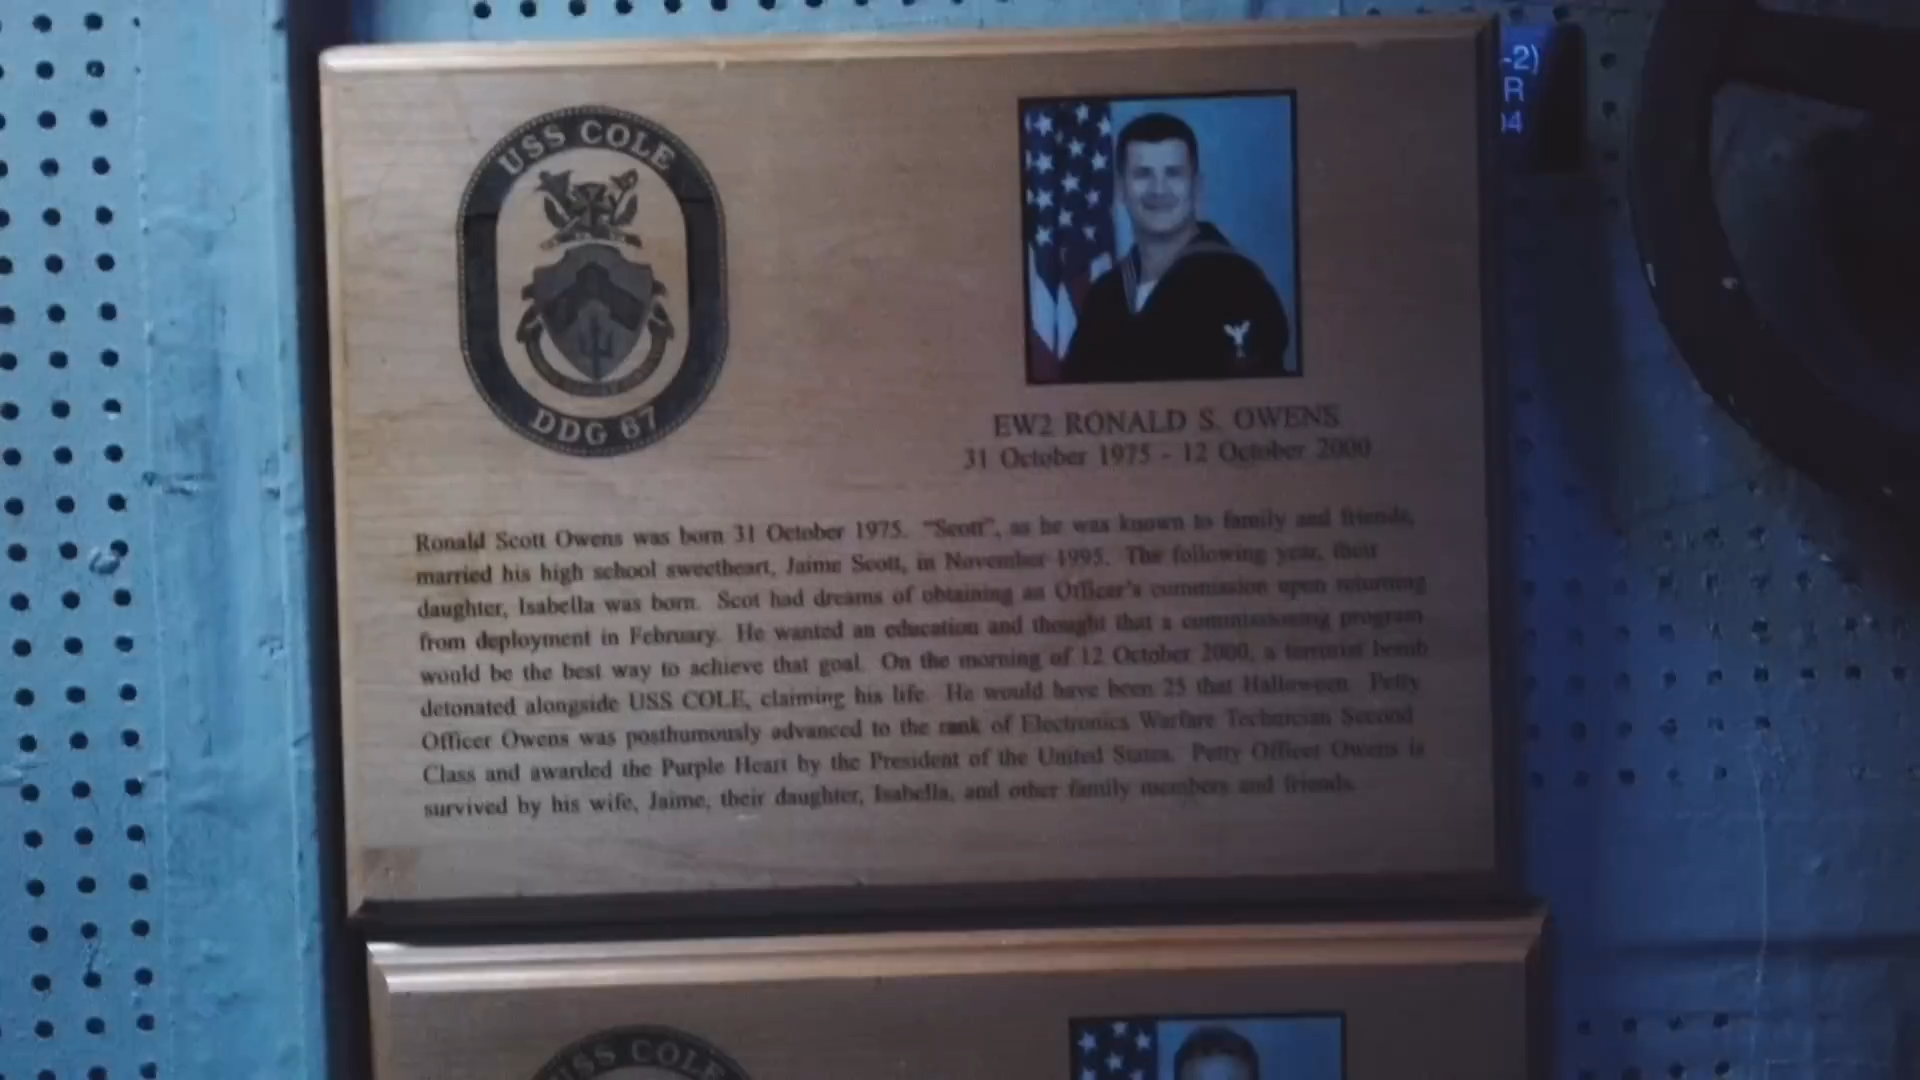 USS COLE
DDG 67
-2)
R
04
EW2 RONALD S. OWENS
31 October 1975 - 12 October 2000
Ronald Scott Owens was born 31 October 1975. "Scott", as he was known to family and friends,
married his high school sweetheart, Jaime Scott, in November 1995. The following year, their
daughter, Isabella was born. Scot had dreams of obtaining an Officer's commission upon returning
from deployment in February. He wanted an education and thought that a commissioning program
would be the best way to achieve that goal. On the morning of 12 October 2000, a terrorist bomb
detonated alongside USS COLE, claiming his life. He would have been 25 that Halloween. Petty
Officer Owens was posthumously advanced to the rank of Electronics Warfare Technician Second
Class and awarded the Purple Heart by the President of the United States. Petty Officer Owens is
survived by his wife, Jaime, their daughter, Isabella, and other family members and friends.
USS COLE